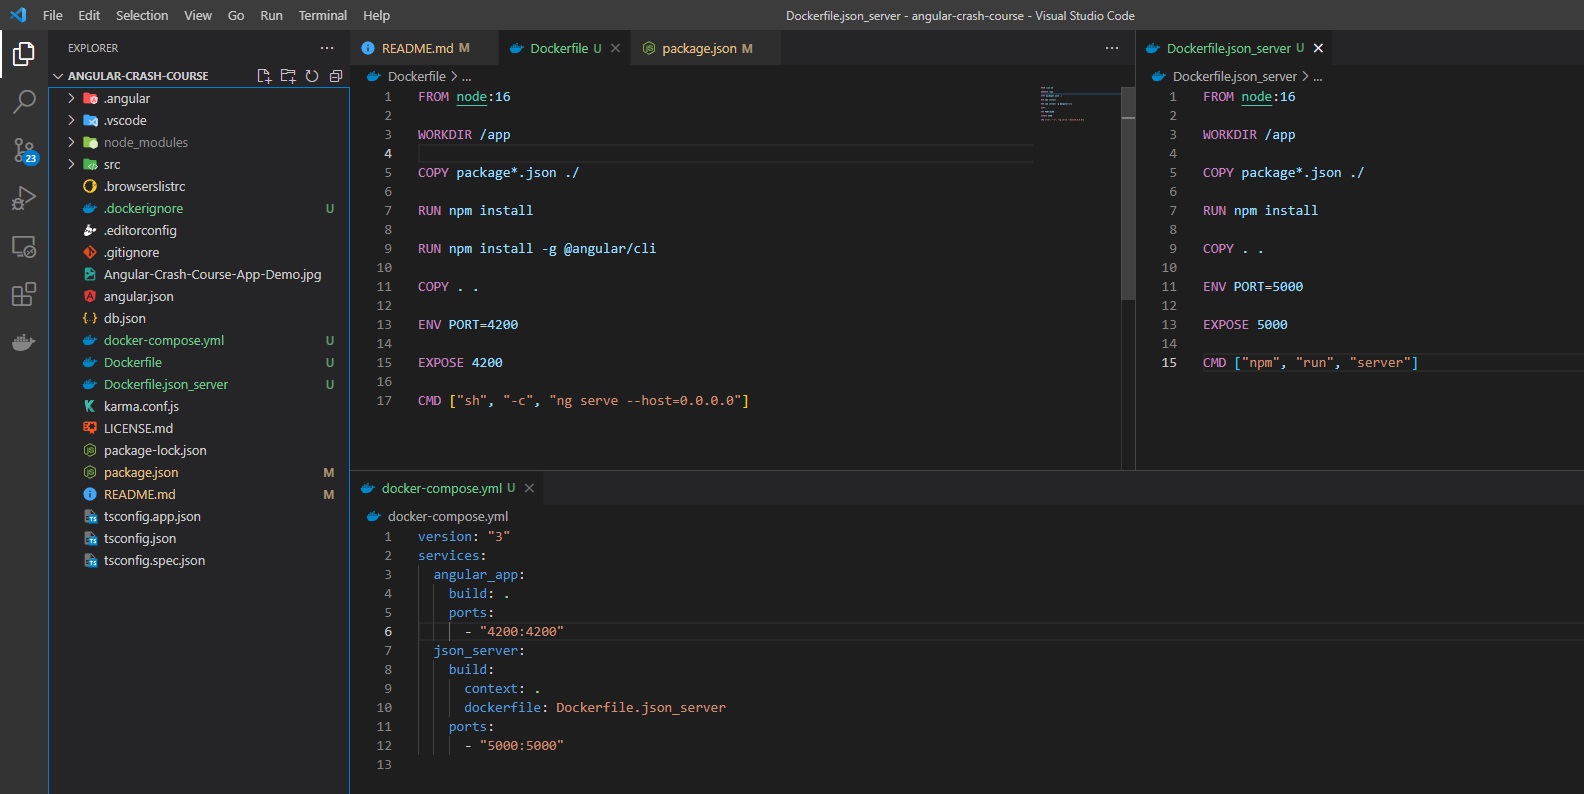 File Edit Selection View Go Run Terminal Help
Dockerfile.json_server - angular-crash-course - Visual Studio Code
EXPLORER ...
ANGULAR-CRASH-COURSE
.angular
.vscode
node_modules
src
.browserslistrc
.dockerignore U
.editorconfig
.gitignore
Angular-Crash-Course-App-Demo.jpg
angular.json
db.json
docker-compose.yml U
Dockerfile U
Dockerfile.json_server U
karma.conf.js
LICENSE.md
package-lock.json
package.json M
README.md M
tsconfig.app.json
tsconfig.json
tsconfig.spec.json
23
README.md M Dockerfile U package.json M ...
Dockerfile > ...
1 FROM node:16
2
3 WORKDIR /app
4
5 COPY package*.json ./
6
7 RUN npm install
8
9 RUN npm install -g @angular/cli
10
11 COPY . .
12
13 ENV PORT=4200
14
15 EXPOSE 4200
16
17 CMD ["sh", "-c", "ng serve --host=0.0.0.0"]
Dockerfile.json_server U
Dockerfile.json_server > ...
1 FROM node:16
2
3 WORKDIR /app
4
5 COPY package*.json ./
6
7 RUN npm install
8
9 COPY . .
10
11 ENV PORT=5000
12
13 EXPOSE 5000
14
15 CMD ["npm", "run", "server"]
docker-compose.yml U
docker-compose.yml
1 version: "3"
2 services:
3   angular_app:
4     build: .
5     ports:
6       - "4200:4200"
7   json_server:
8     build:
9       context: .
10       dockerfile: Dockerfile.json_server
11     ports:
12       - "5000:5000"
13